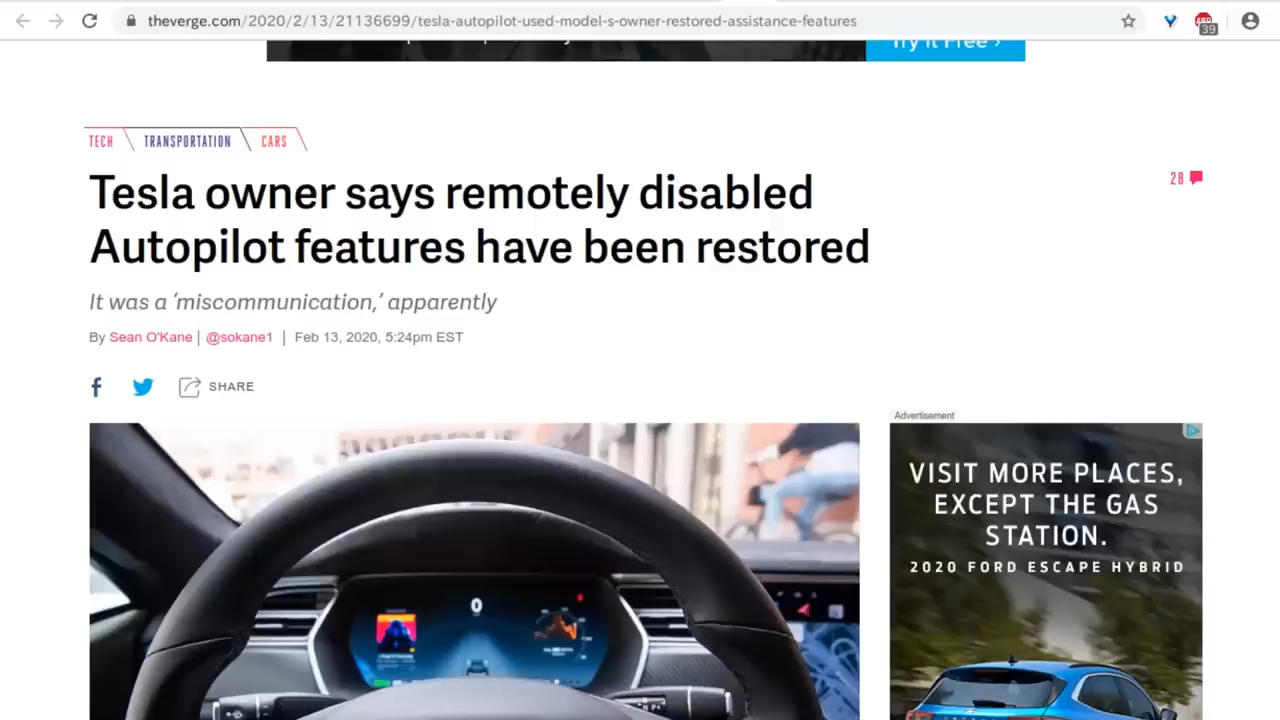 theverge.com/2020/2/13/21136699/tesla-autopilot-used-model-s-owner-restored-assistance-features
39
Try it Free ›
TECH TRANSPORTATION CARS
Tesla owner says remotely disabled
Autopilot features have been restored
28
It was a ‘miscommunication,’ apparently
By Sean O'Kane | @sokane1 | Feb 13, 2020, 5:24pm EST
SHARE
Advertisement
VISIT MORE PLACES,
EXCEPT THE GAS
STATION.
2020 FORD ESCAPE HYBRID
0